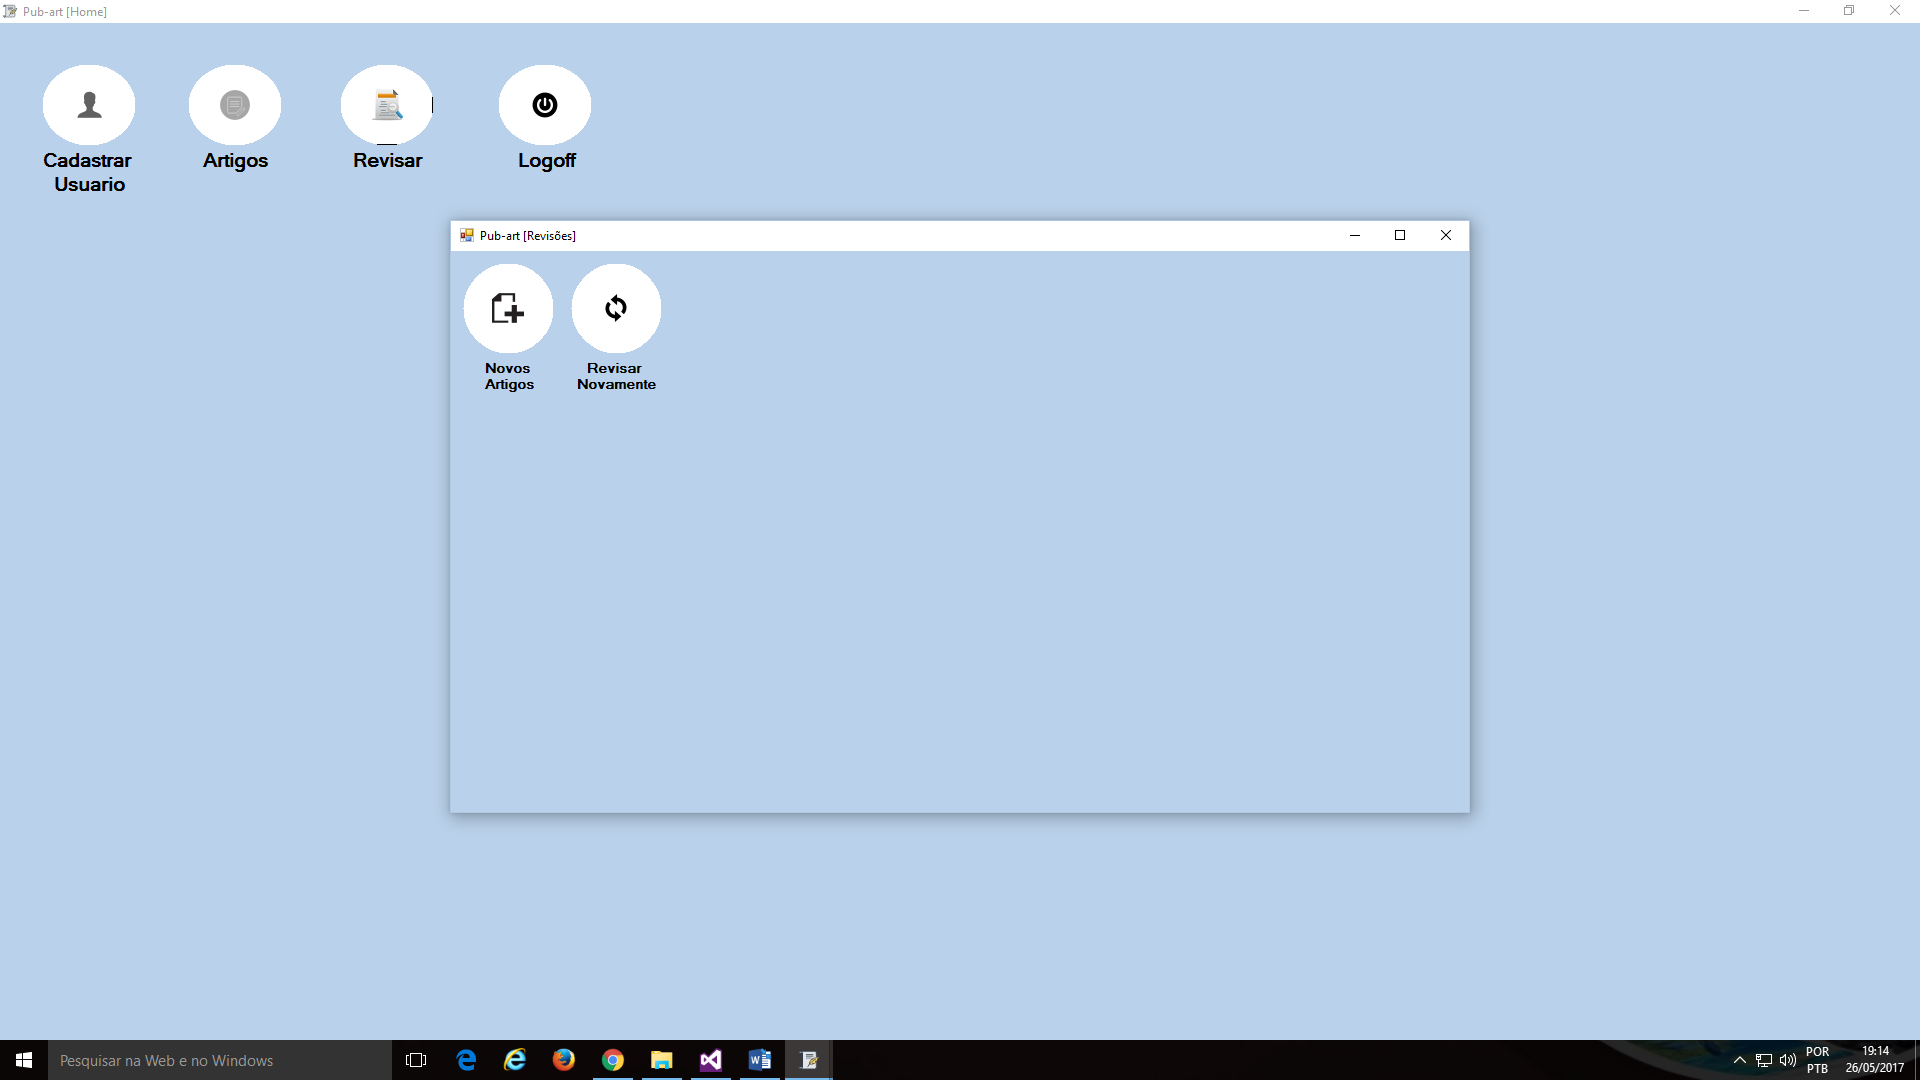 Pub-art [Home]
Cadastrar
Usuario
Artigos
Revisar
Logoff
Pub-art [Revisões]
Novos
Artigos
Revisar
Novamente
Pesquisar na Web e no Windows
POR
PTB
19:14
26/05/2017